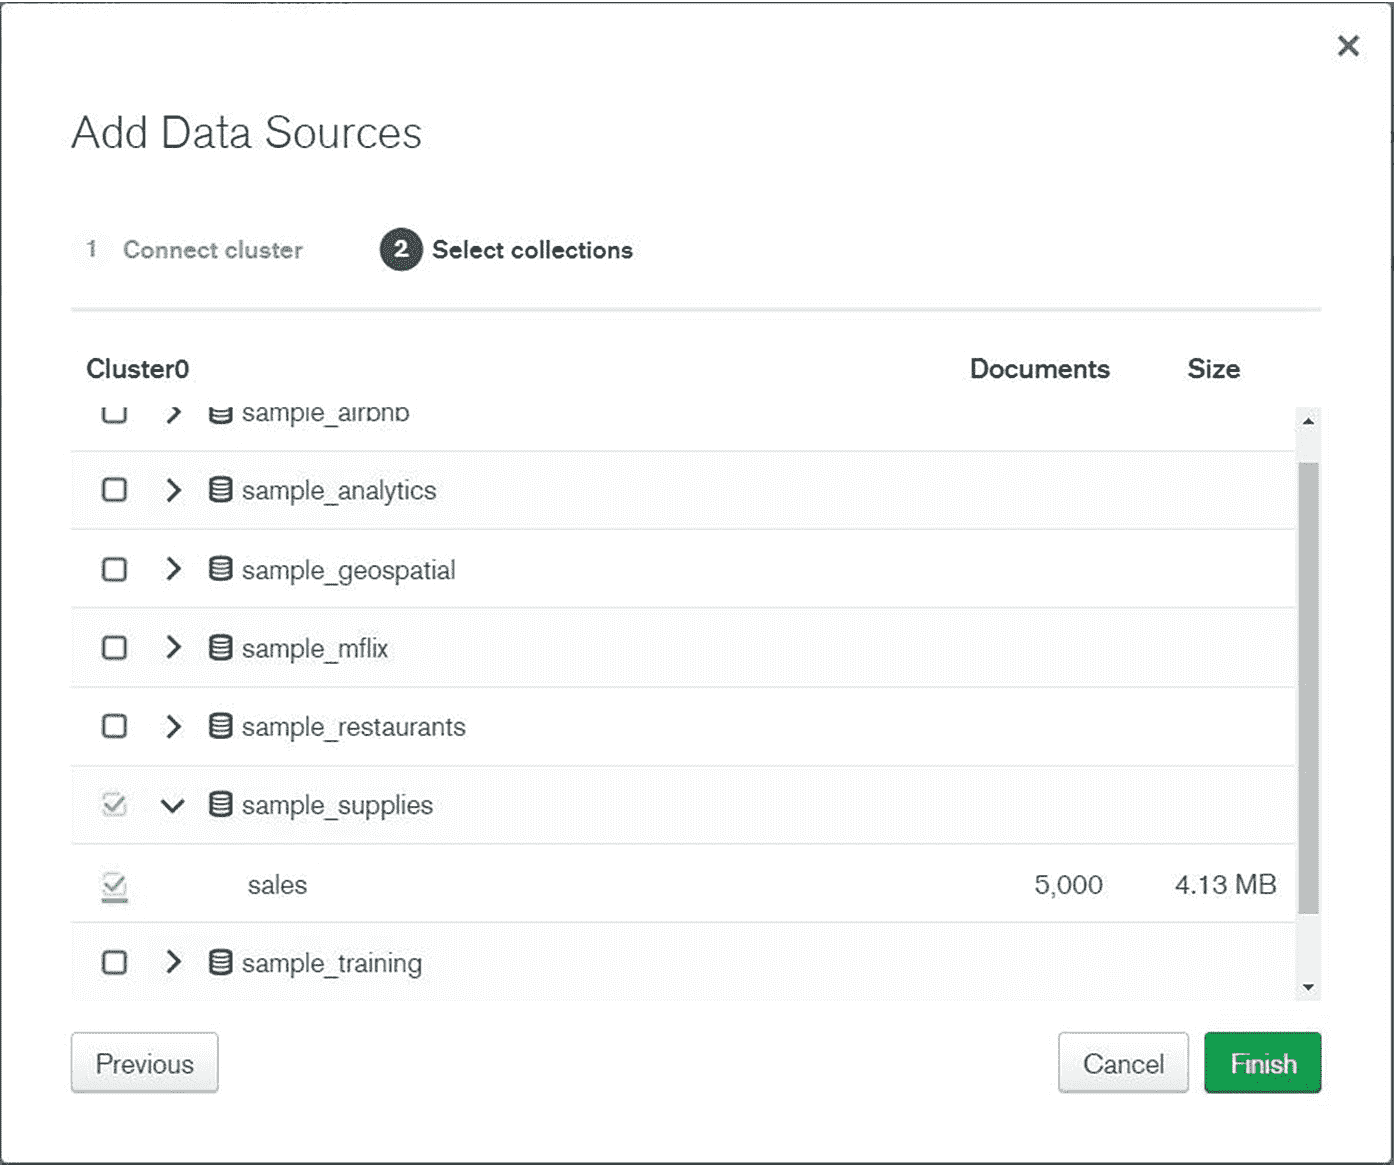 Add Data Sources
1 Connect cluster 2 Select collections
Cluster0 Documents Size
sample_airbnb
sample_analytics
sample_geospatial
sample_mflix
sample_restaurants
sample_supplies
sales 5,000 4.13 MB
sample_training
Previous Cancel Finish